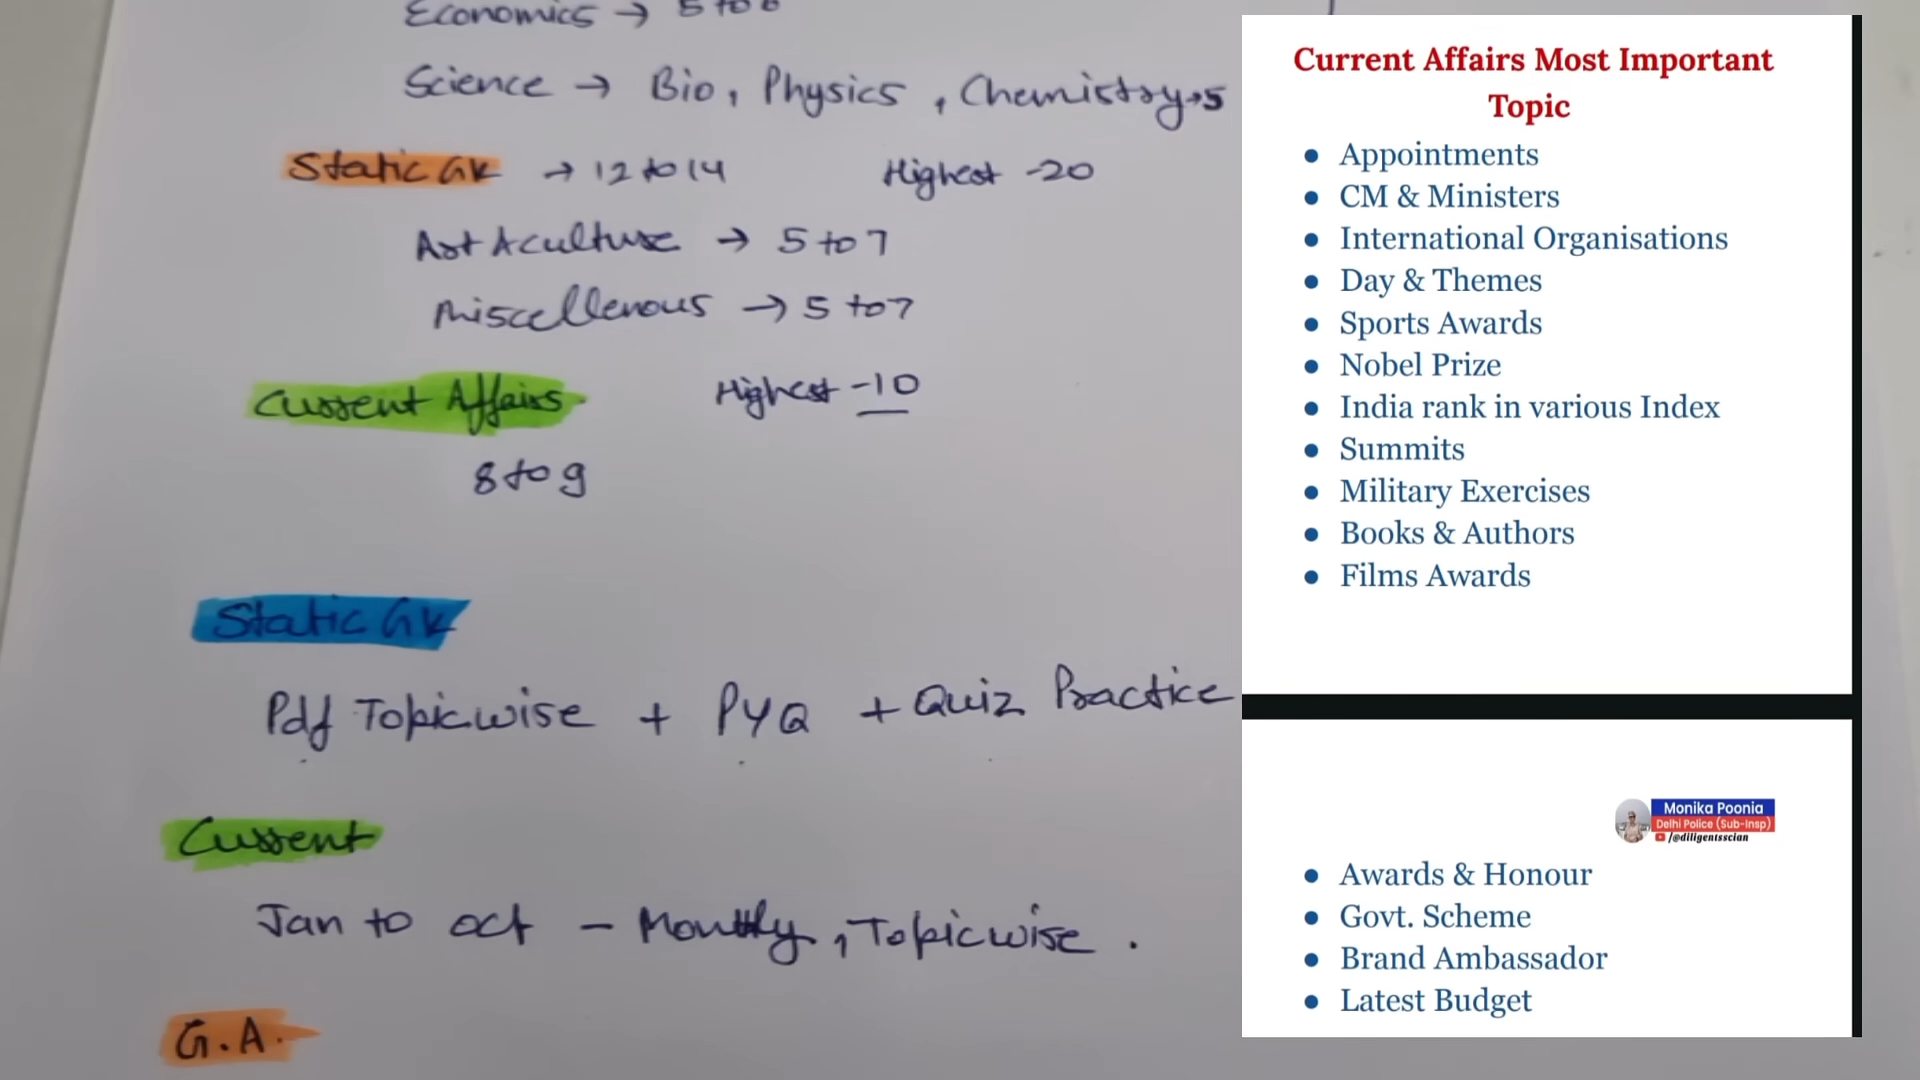 Economics → 5 to 6
Science → Bio, Physics, Chemistry → 5
Static GK → 12 to 14 Highest -20
Art & culture → 5 to 7
Miscellenous → 5 to 7
Current Affairs Highest -10
8 to 9
Static GK
Pdf Topicwise + PYQ + Quiz Practice
Current
Jan to oct - Monthly, Topicwise.
G.A.
Current Affairs Most Important
Topic
● Appointments
● CM & Ministers
● International Organisations
● Day & Themes
● Sports Awards
● Nobel Prize
● India rank in various Index
● Summits
● Military Exercises
● Books & Authors
● Films Awards
Monika Poonia
Delhi Police (Sub-Insp)
/@diligentsscian
● Awards & Honour
● Govt. Scheme
● Brand Ambassador
● Latest Budget